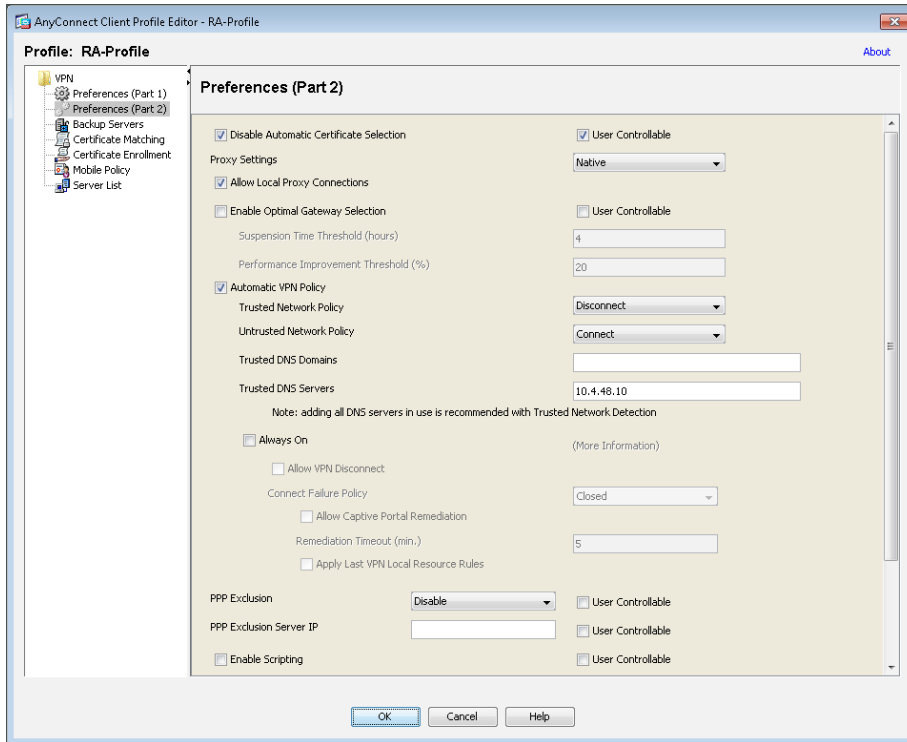 AnyConnect Client Profile Editor - RA-Profile
Profile: RA-Profile
About
VPN
Preferences (Part 1)
Preferences (Part 2)
Backup Servers
Certificate Matching
Certificate Enrollment
Mobile Policy
Server List
Preferences (Part 2)
Disable Automatic Certificate Selection User Controllable
Proxy Settings Native
Allow Local Proxy Connections
Enable Optimal Gateway Selection User Controllable
Suspension Time Threshold (hours) 4
Performance Improvement Threshold (%) 20
Automatic VPN Policy
Trusted Network Policy Disconnect
Untrusted Network Policy Connect
Trusted DNS Domains
Trusted DNS Servers 10.4.48.10
Note: adding all DNS servers in use is recommended with Trusted Network Detection
Always On (More Information)
Allow VPN Disconnect
Connect Failure Policy Closed
Allow Captive Portal Remediation
Remediation Timeout (min.) 5
Apply Last VPN Local Resource Rules
PPP Exclusion Disable User Controllable
PPP Exclusion Server IP User Controllable
Enable Scripting User Controllable
OK Cancel Help